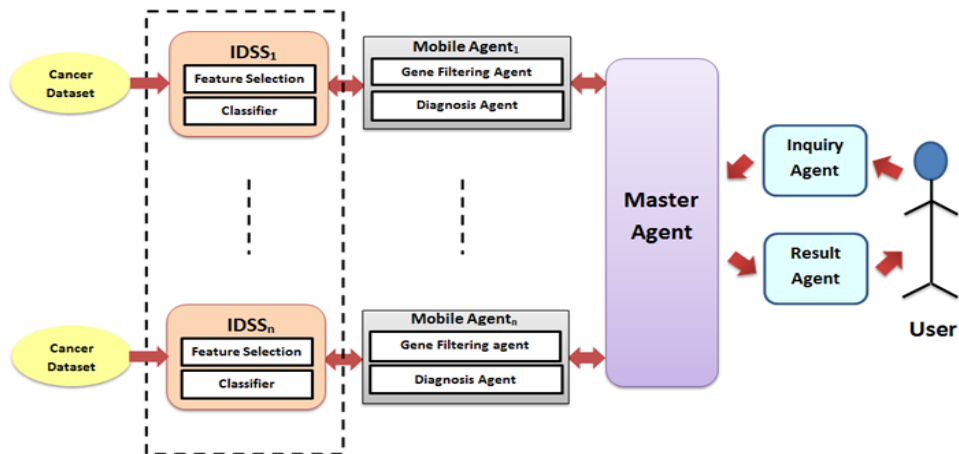 Cancer
Dataset
IDSS₁
Feature Selection
Classifier
Mobile Agent₁
Gene Filtering Agent
Diagnosis Agent
Master
Agent
Inquiry
Agent
Result
Agent
User
Cancer
Dataset
IDSSₙ
Feature Selection
Classifier
Mobile Agentₙ
Gene Filtering agent
Diagnosis Agent